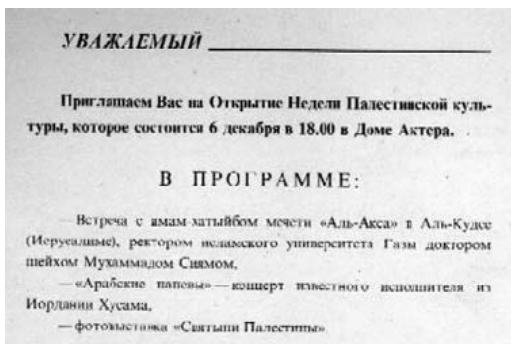 УВАЖАЕМЫЙ
Приглашаем Вас на Открытие Недели Палестинской куль-
туры, которое состоится 6 декабря в 18.00 в Доме Актера.
В ПРОГРАММЕ:
— Встреча с имам-хатыйбом мечети «Аль-Акса» в Аль-Кудсе
(Иерусалиме), ректором исламского университета Газы доктором
шейхом Мухаммадом Сиямом,
— «Арабские напевы» — концерт известного исполнителя из
Иордании Хусама,
— фотовыставка «Святыни Палестины»